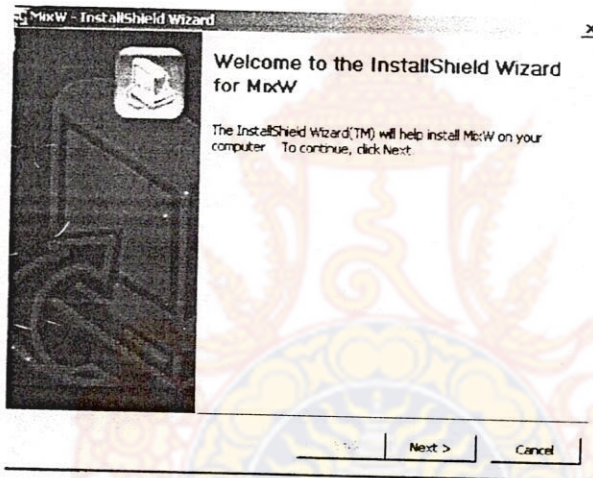 MixW - InstallShield Wizard
Welcome to the InstallShield Wizard
for MixW
The InstallShield Wizard(TM) will help install MixW on your
computer To continue, click Next
Next >
Cancel